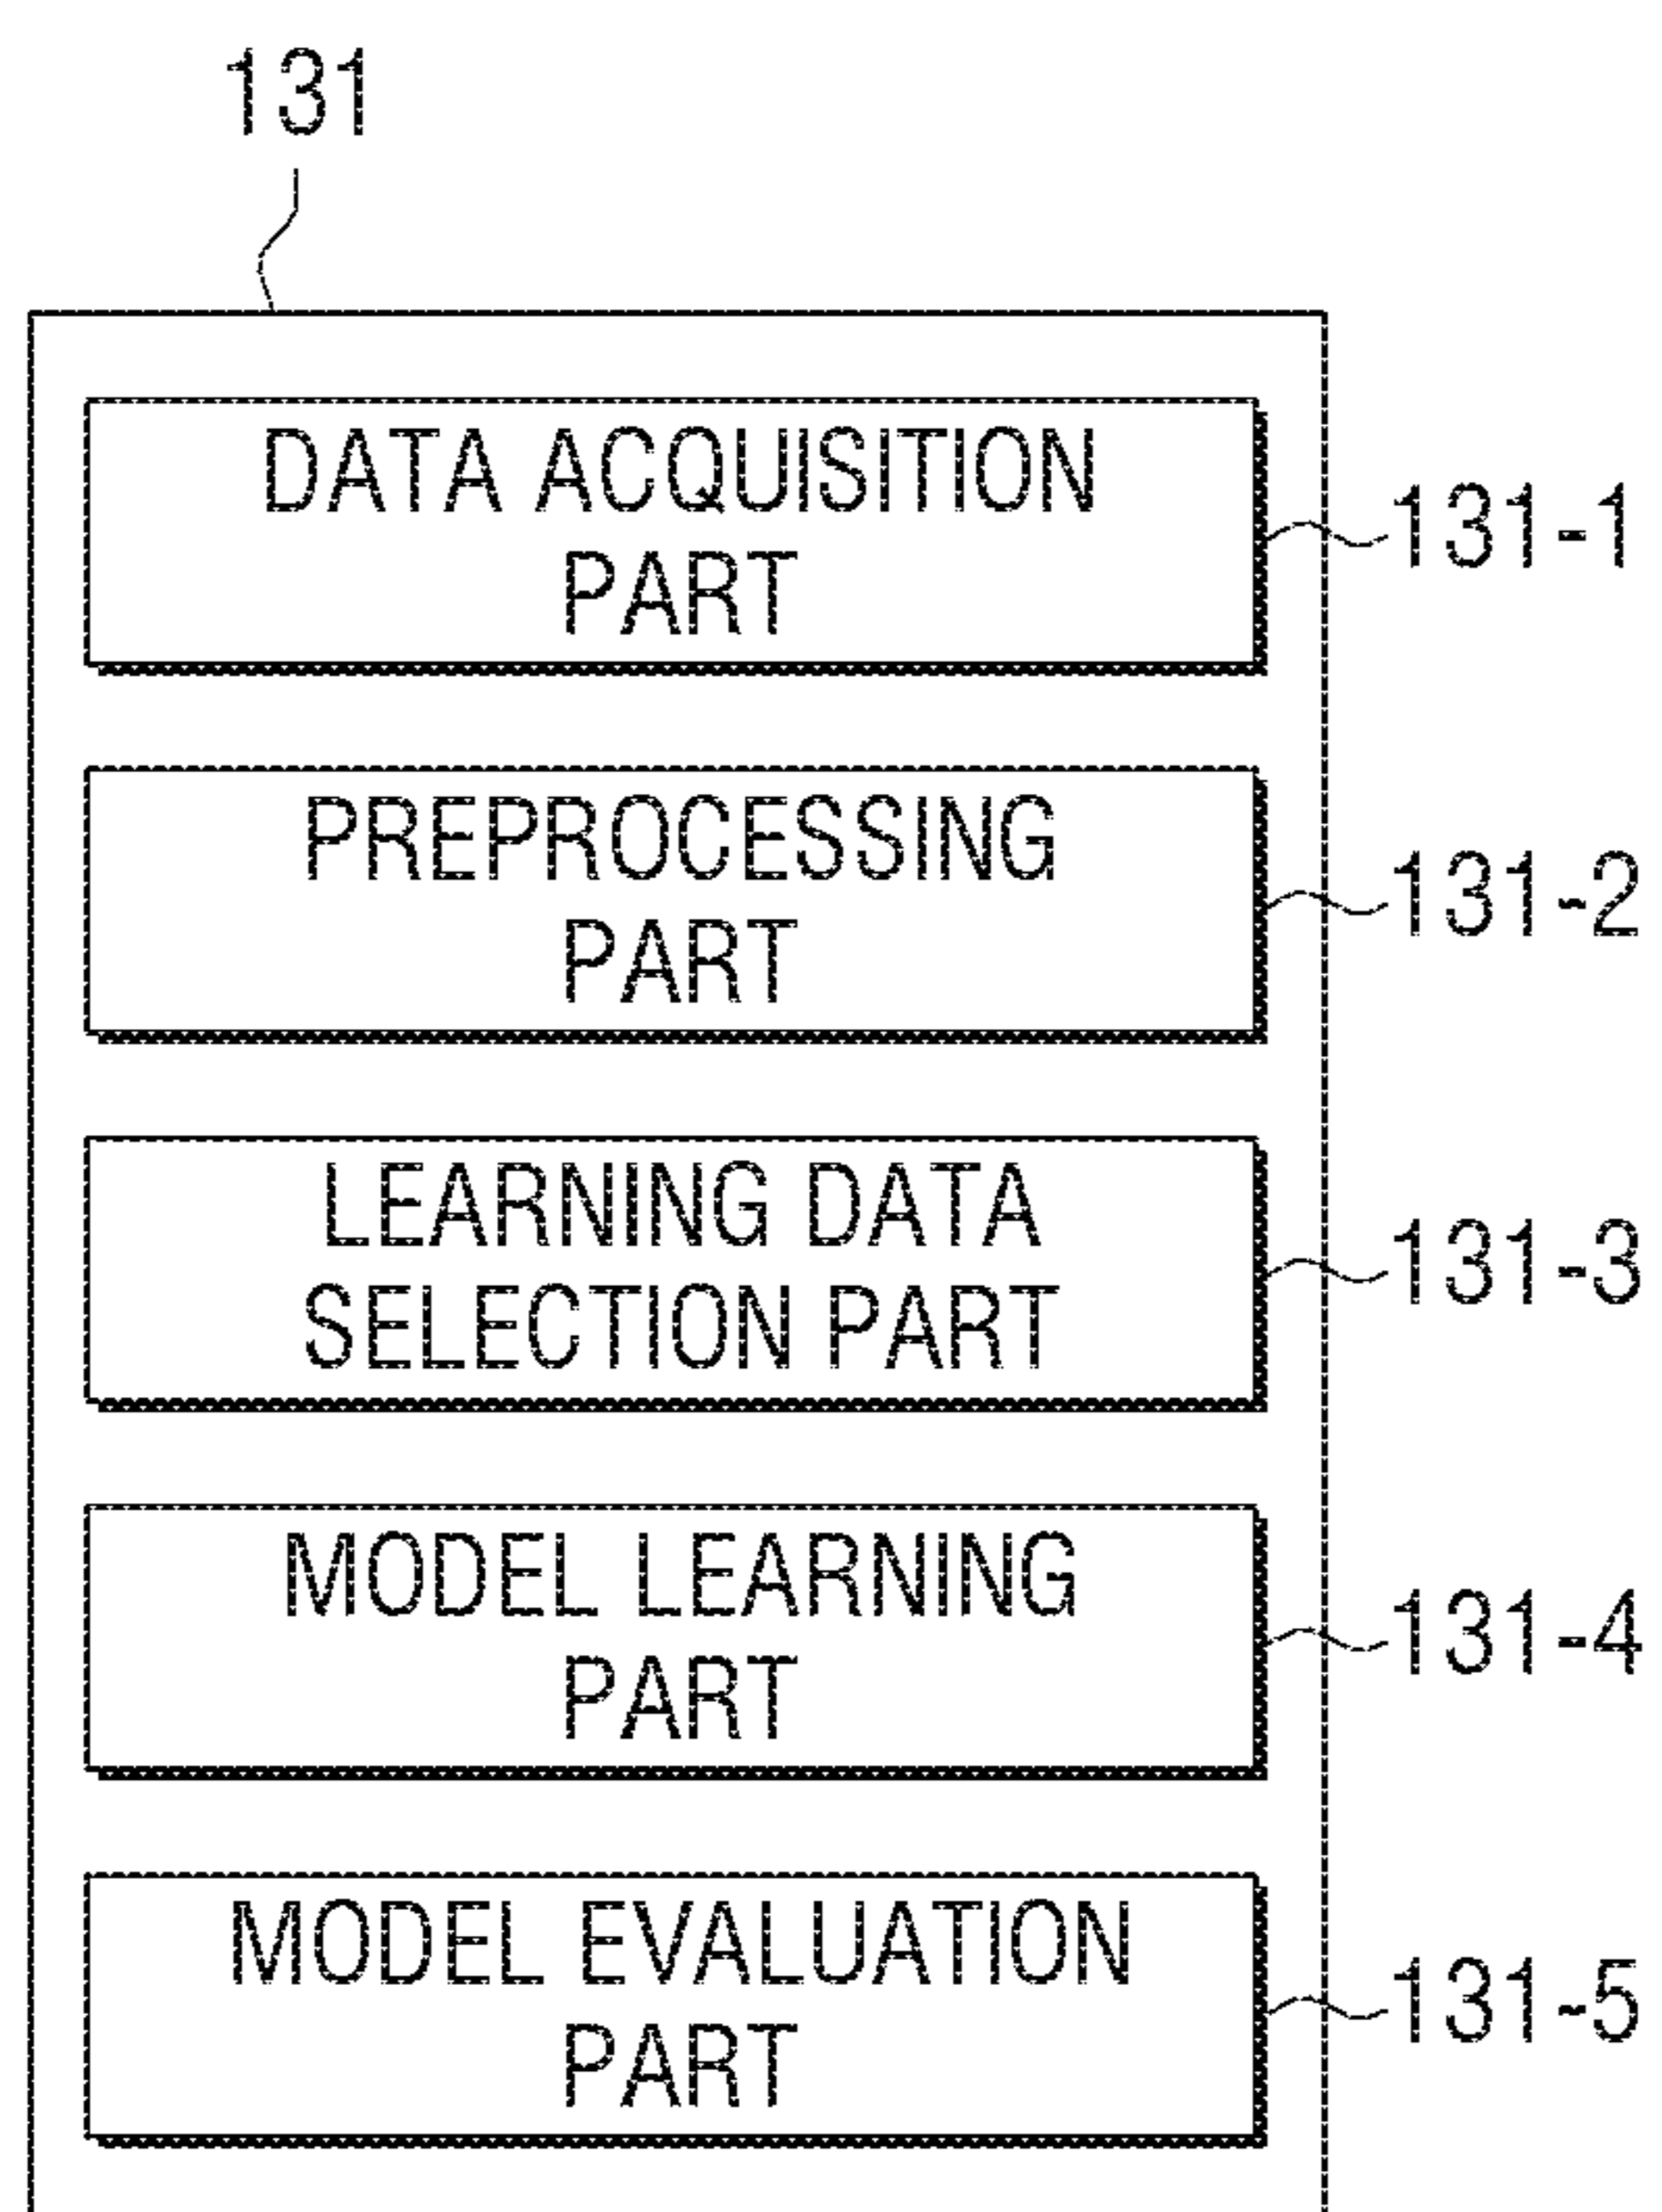 131
DATA ACQUISITION
PART
131-1
PREPROCESSING
PART
131-2
LEARNING DATA
SELECTION PART
131-3
MODEL LEARNING
PART
131-4
MODEL EVALUATION
PART
131-5